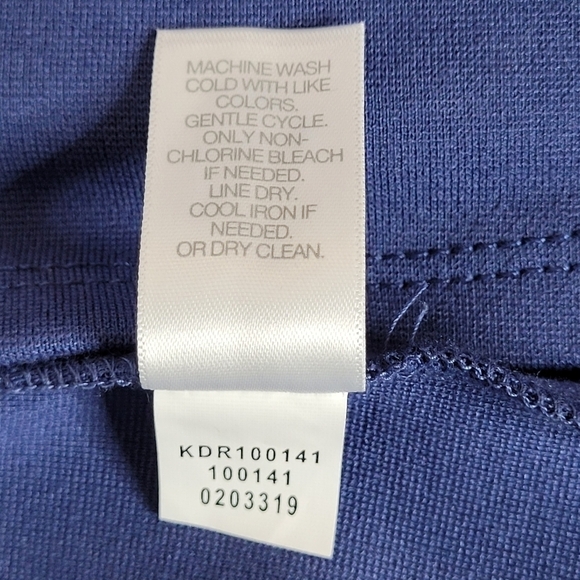 MACHINE WASH
COLD WITH LIKE
COLORS.
GENTLE CYCLE.
ONLY NON-
CHLORINE BLEACH
IF NEEDED.
LINE DRY.
COOL IRON IF
NEEDED.
OR DRY CLEAN.
KDR100141
100141
0203319